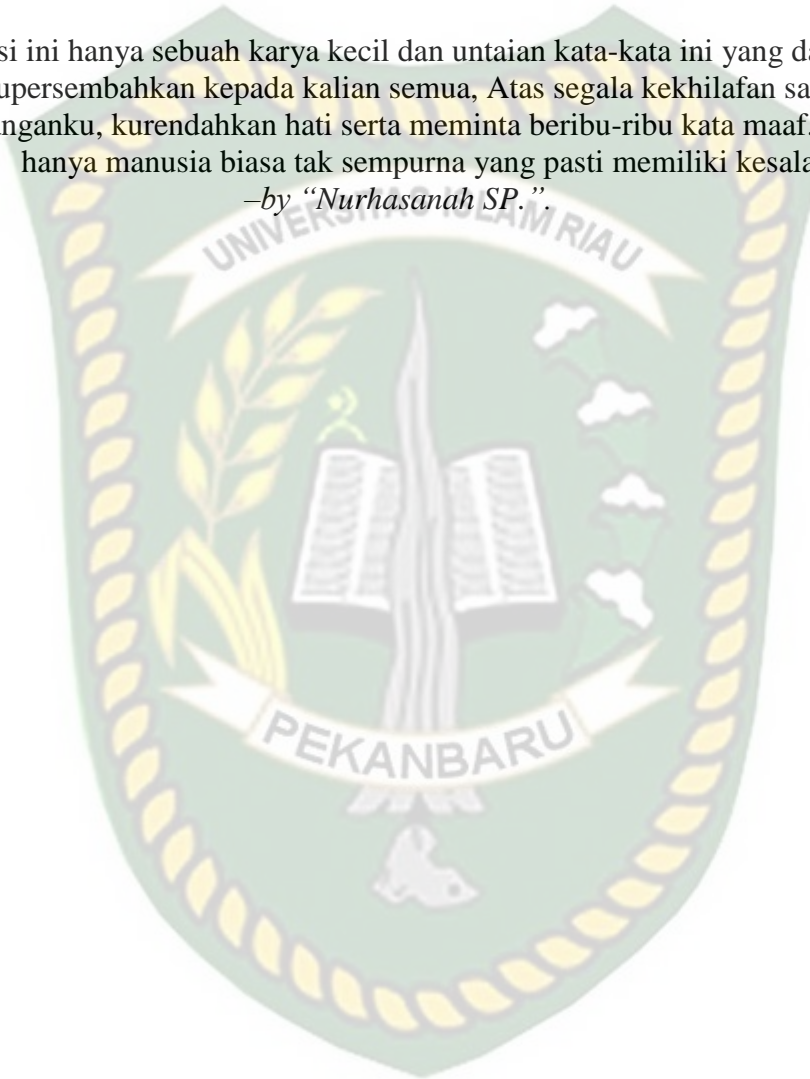 si ini hanya sebuah karya kecil dan untaian kata-kata ini yang da
upersembahkan kepada kalian semua, Atas segala kekhilafan sa
nganku, kurendahkan hati serta meminta beribu-ribu kata maaf.
hanya manusia biasa tak sempurna yang pasti memiliki kesala
–by “Nurhasanah SP.”.
UNIVERSITAS ISLAM RIAU
PEKANBARU